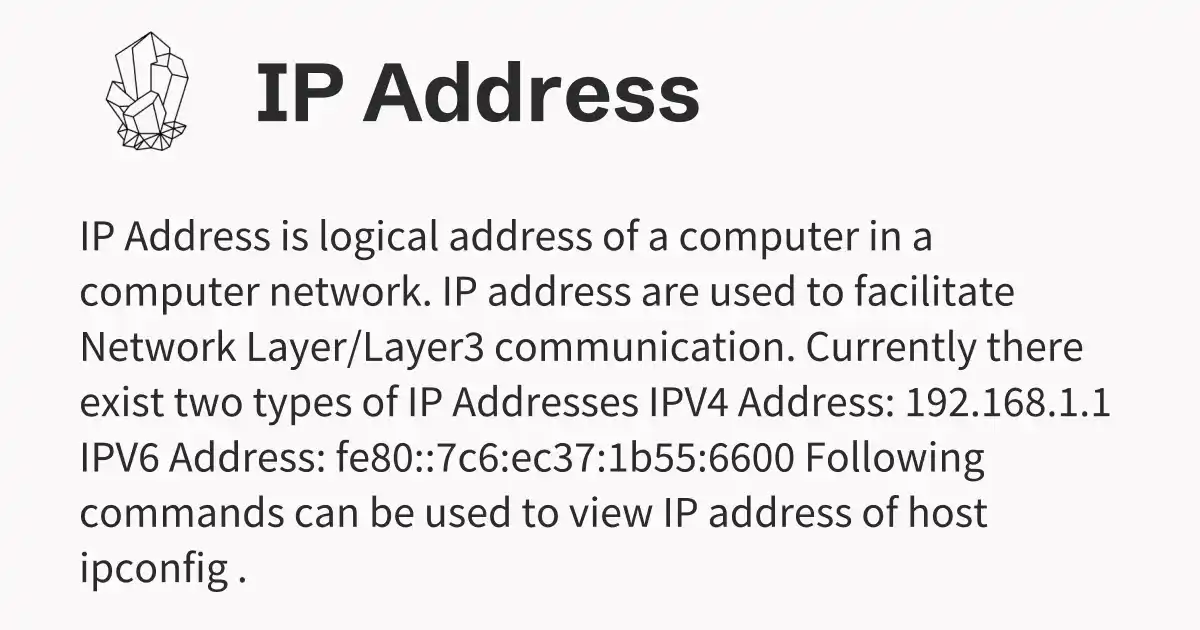 IP Address
IP Address is logical address of a computer in a
computer network. IP address are used to facilitate
Network Layer/Layer3 communication. Currently there
exist two types of IP Addresses IPV4 Address: 192.168.1.1
IPV6 Address: fe80::7c6:ec37:1b55:6600 Following
commands can be used to view IP address of host
ipconfig .